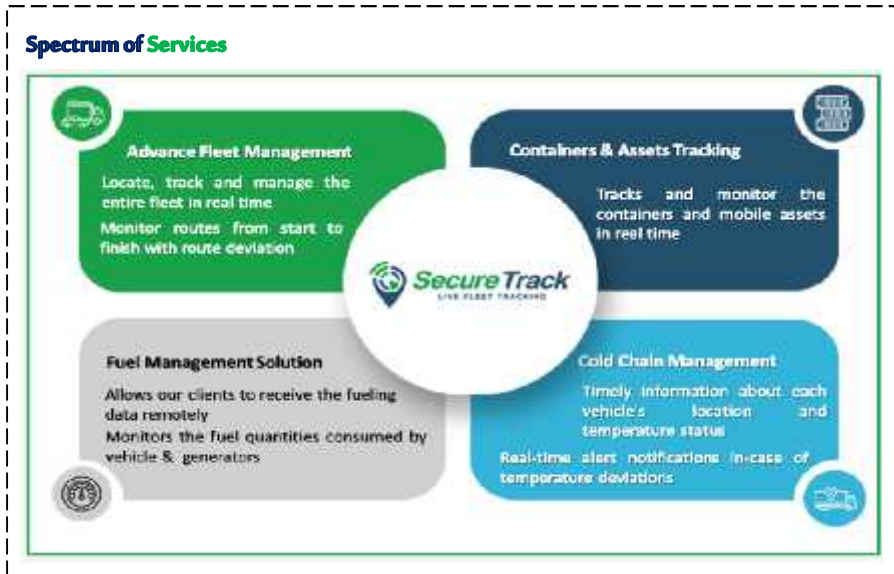 Spectrum of Services
Advance Fleet Management
Locate, track and manage the
entire fleet in real time
Monitor routes from start to
finish with route deviation
Containers & Assets Tracking
Tracks and monitor the
containers and mobile assets
in real time
SecureTrack
LIVE FLEET TRACKING
Fuel Management Solution
Allows our clients to receive the fueling
data remotely
Monitors the fuel quantities consumed by
vehicle & generators
Cold Chain Management
Timely information about each
vehicle's location and
temperature status
Real-time alert notifications in-case of
temperature deviations